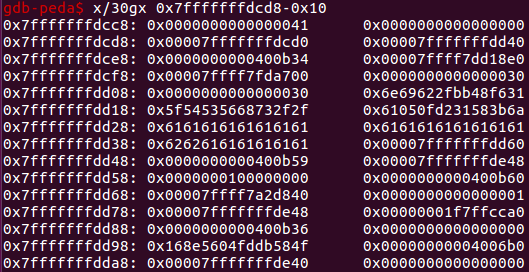 gdb-peda$ x/30gx 0x7fffffffdcd8-0x10
0x7fffffffdcc8: 0x0000000000000041 0x0000000000000000
0x7fffffffdcd8: 0x00007fffffffdcd0 0x00007fffffffdd40
0x7fffffffdce8: 0x0000000000400b34 0x00007ffff7dd18e0
0x7fffffffdcf8: 0x00007ffff7fda700 0x0000000000000030
0x7fffffffdd08: 0x0000000000000030 0x6e69622fbb48f631
0x7fffffffdd18: 0x5f54535668732f2f 0x61050fd231583b6a
0x7fffffffdd28: 0x6161616161616161 0x6161616161616161
0x7fffffffdd38: 0x6262616161616161 0x00007fffffffdd60
0x7fffffffdd48: 0x0000000000400b59 0x00007fffffffde48
0x7fffffffdd58: 0x0000000100000000 0x0000000000400b60
0x7fffffffdd68: 0x00007ffff7a2d840 0x0000000000000001
0x7fffffffdd78: 0x00007fffffffde48 0x00000001f7ffcca0
0x7fffffffdd88: 0x0000000000400b36 0x0000000000000000
0x7fffffffdd98: 0x168e5604fddb584f 0x00000000004006b0
0x7fffffffdda8: 0x00007fffffffde40 0x0000000000000000